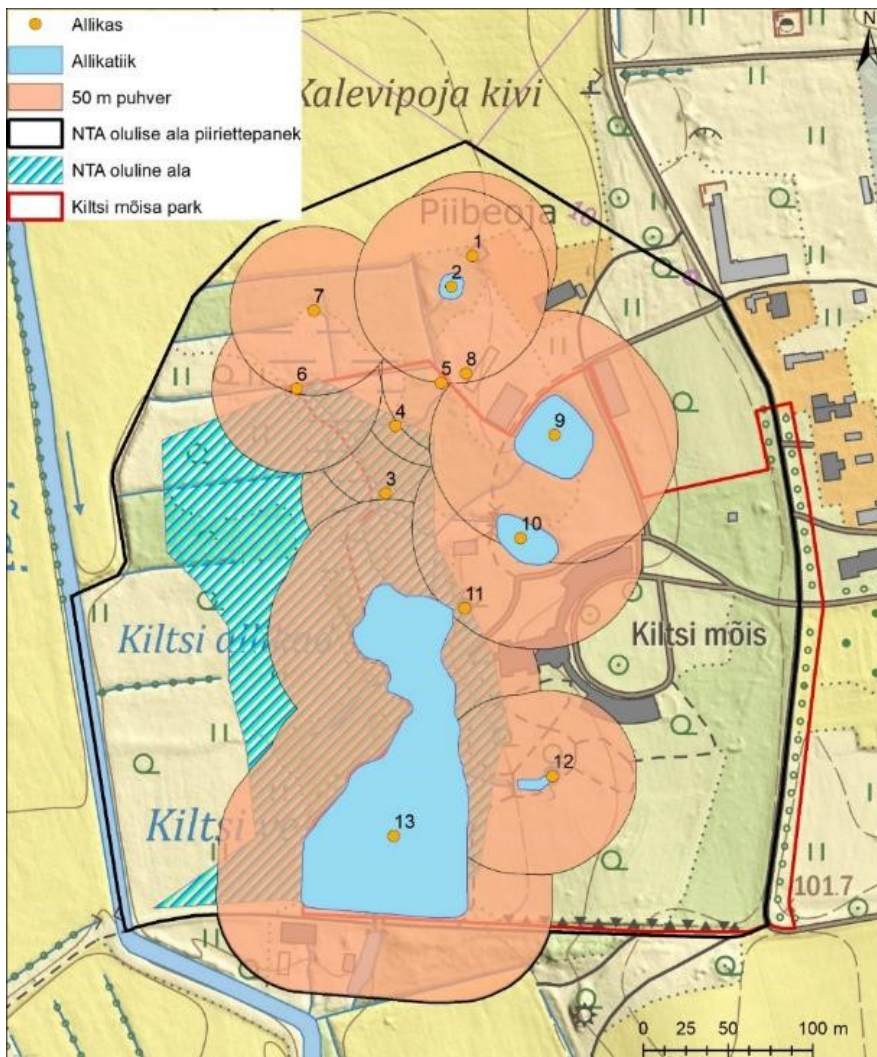 Allikas
Allikatiik
50 m puhver
NTA olulise ala piiriettepanek
NTA oluline ala
Kiltsi mõisa park
N
Kalevipoja kivi
Piibeoja
1
2
7
8
5
6
4
9
3
10
11
Kiltsi
Kiltsi mõis
12
Kiltsi
13
101.7
0 25 50 100 m